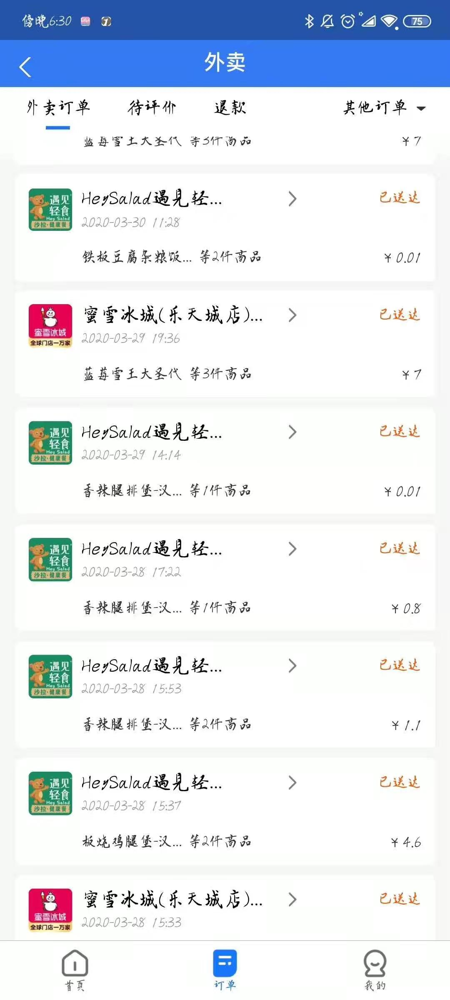 傍晚6:30
75
外卖
外卖订单 待评价 退款 其他订单
蓝莓雪王大圣代 等3件商品 ¥7
遇见轻食 Hey Salad 沙拉·健康餐
HeySalad遇见轻... 已送达
2020-03-30 11:28
铁板豆腐杂粮饭... 等2件商品 ¥0.01
蜜雪冰城 全球门店一万家
蜜雪冰城(乐天城店)... 已送达
2020-03-29 19:36
蓝莓雪王大圣代 等3件商品 ¥7
遇见轻食 Hey Salad 沙拉·健康餐
HeySalad遇见轻... 已送达
2020-03-29 14:14
香辣腿排堡-汉... 等1件商品 ¥0.01
遇见轻食 Hey Salad 沙拉·健康餐
HeySalad遇见轻... 已送达
2020-03-28 17:22
香辣腿排堡-汉... 等1件商品 ¥0.8
遇见轻食 Hey Salad 沙拉·健康餐
HeySalad遇见轻... 已送达
2020-03-28 15:53
香辣腿排堡-汉... 等2件商品 ¥1.1
遇见轻食 Hey Salad 沙拉·健康餐
HeySalad遇见轻... 已送达
2020-03-28 15:37
板烧鸡腿堡-汉... 等2件商品 ¥4.6
蜜雪冰城 全球门店一万家
蜜雪冰城(乐天城店)... 已送达
2020-03-28 15:33
首頁 订单 我的